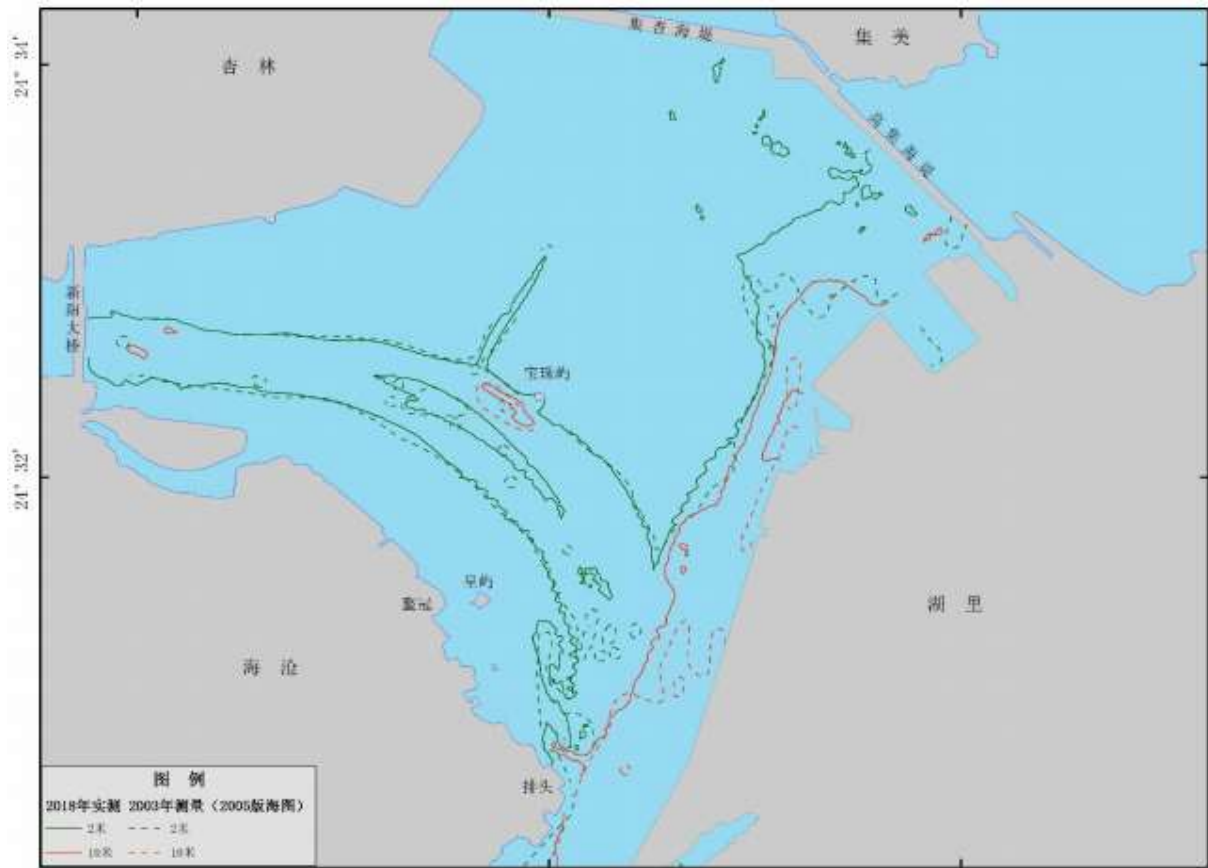 集杏海堤
集 美
24° 34'
杏 林
高集海堤
新阳大桥
宝珠屿
24° 32'
星屿
鳌冠
湖 里
海 沧
排头
图 例
2018年实测 2003年测量（2005版海图）
2米 2米
10米 10米